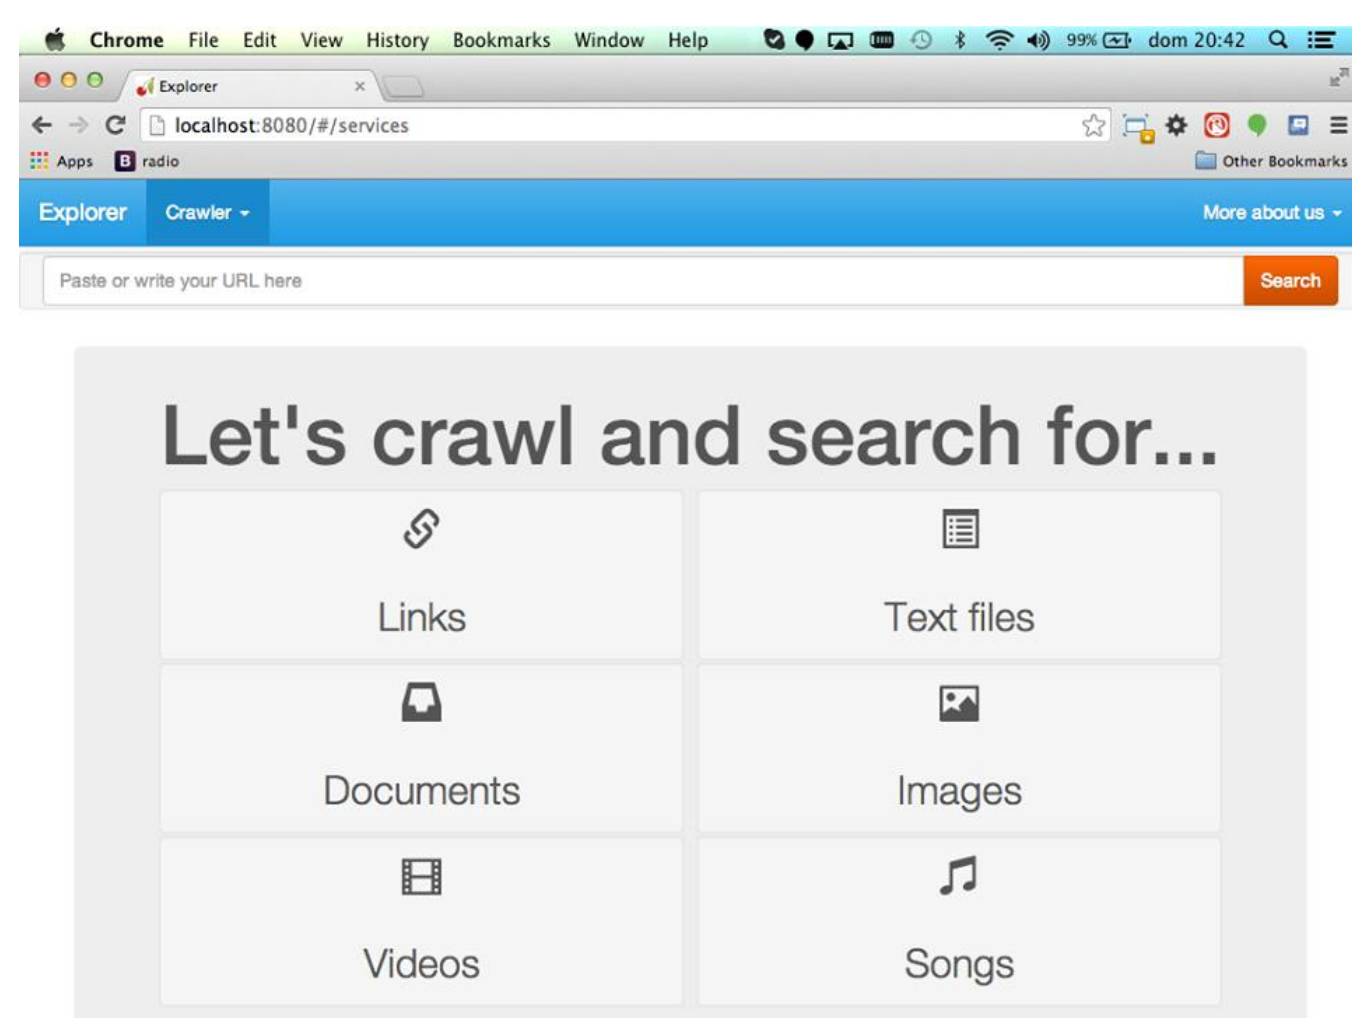 Chrome File Edit View History Bookmarks Window Help 99% dom 20:42
Explorer
localhost:8080/#/services
Apps B radio Other Bookmarks
Explorer Crawler More about us
Paste or write your URL here Search
Let's crawl and search for...
Links Text files
Documents Images
Videos Songs